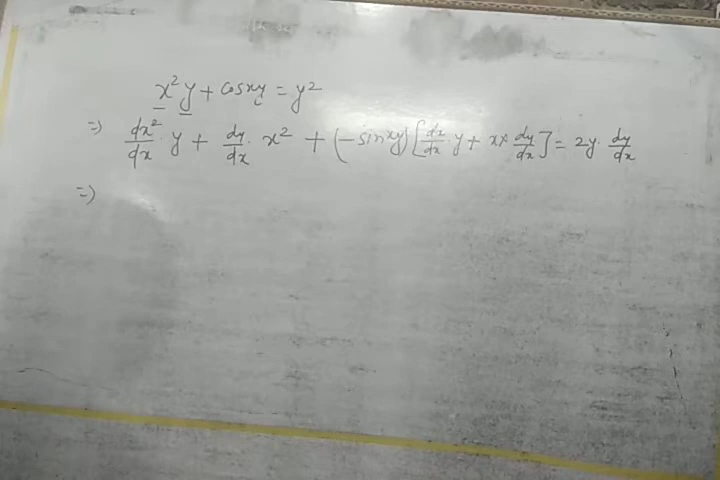 x²y + cosxy = y²
⇒ dx²/dx · y + dy/dx · x² + (-sinxy) [dx/dx · y + x × dy/dx] = 2y · dy/dx
⇒